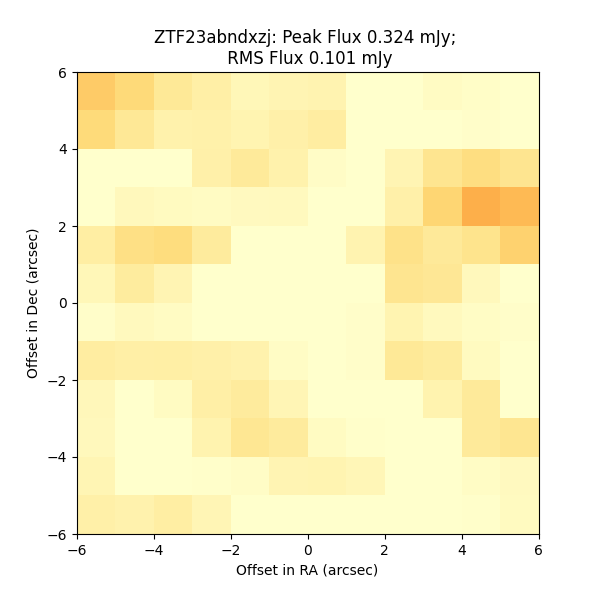 ZTF23abndxzj: Peak Flux 0.324 mJy;
RMS Flux 0.101 mJy
6
4
2
0
−2
−4
−6
Offset in Dec (arcsec)
−6 −4 −2 0 2 4 6
Offset in RA (arcsec)